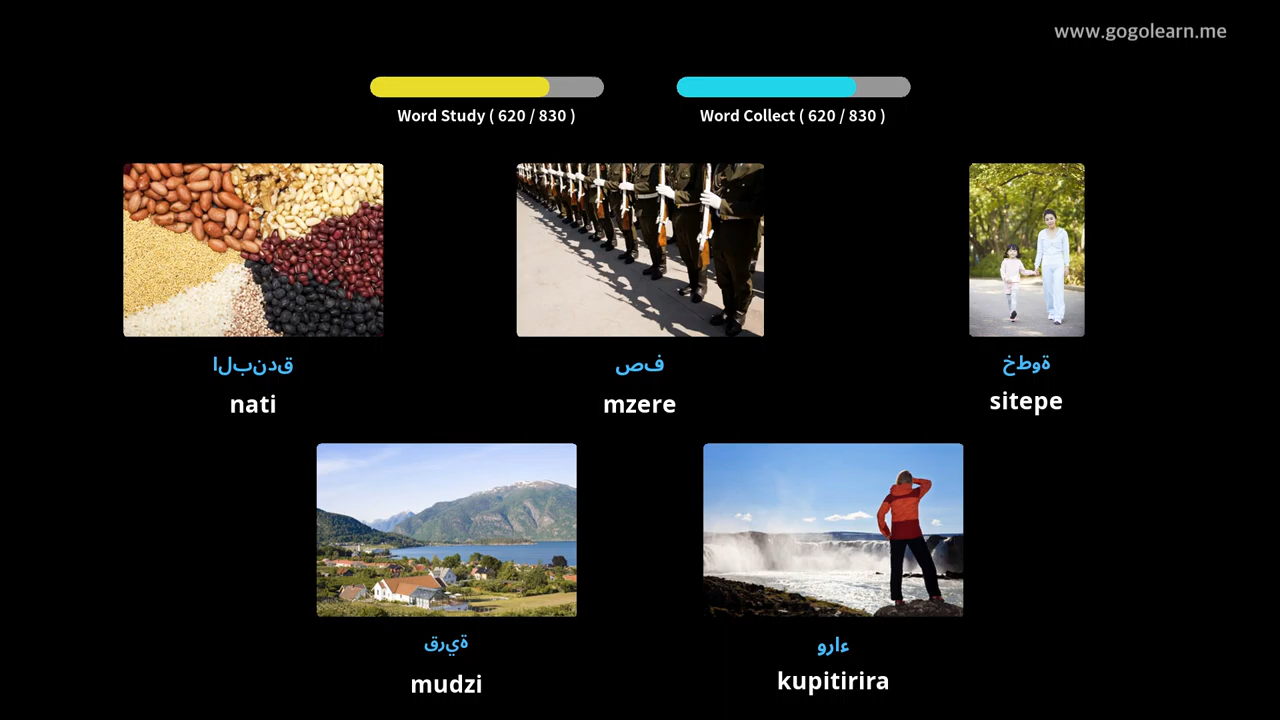 www.gogolearn.me
Word Study ( 620 / 830 )
Word Collect ( 620 / 830 )
قدنبلا
nati
فص
mzere
ةوطخ
sitepe
ةيرق
mudzi
ءارو
kupitirira